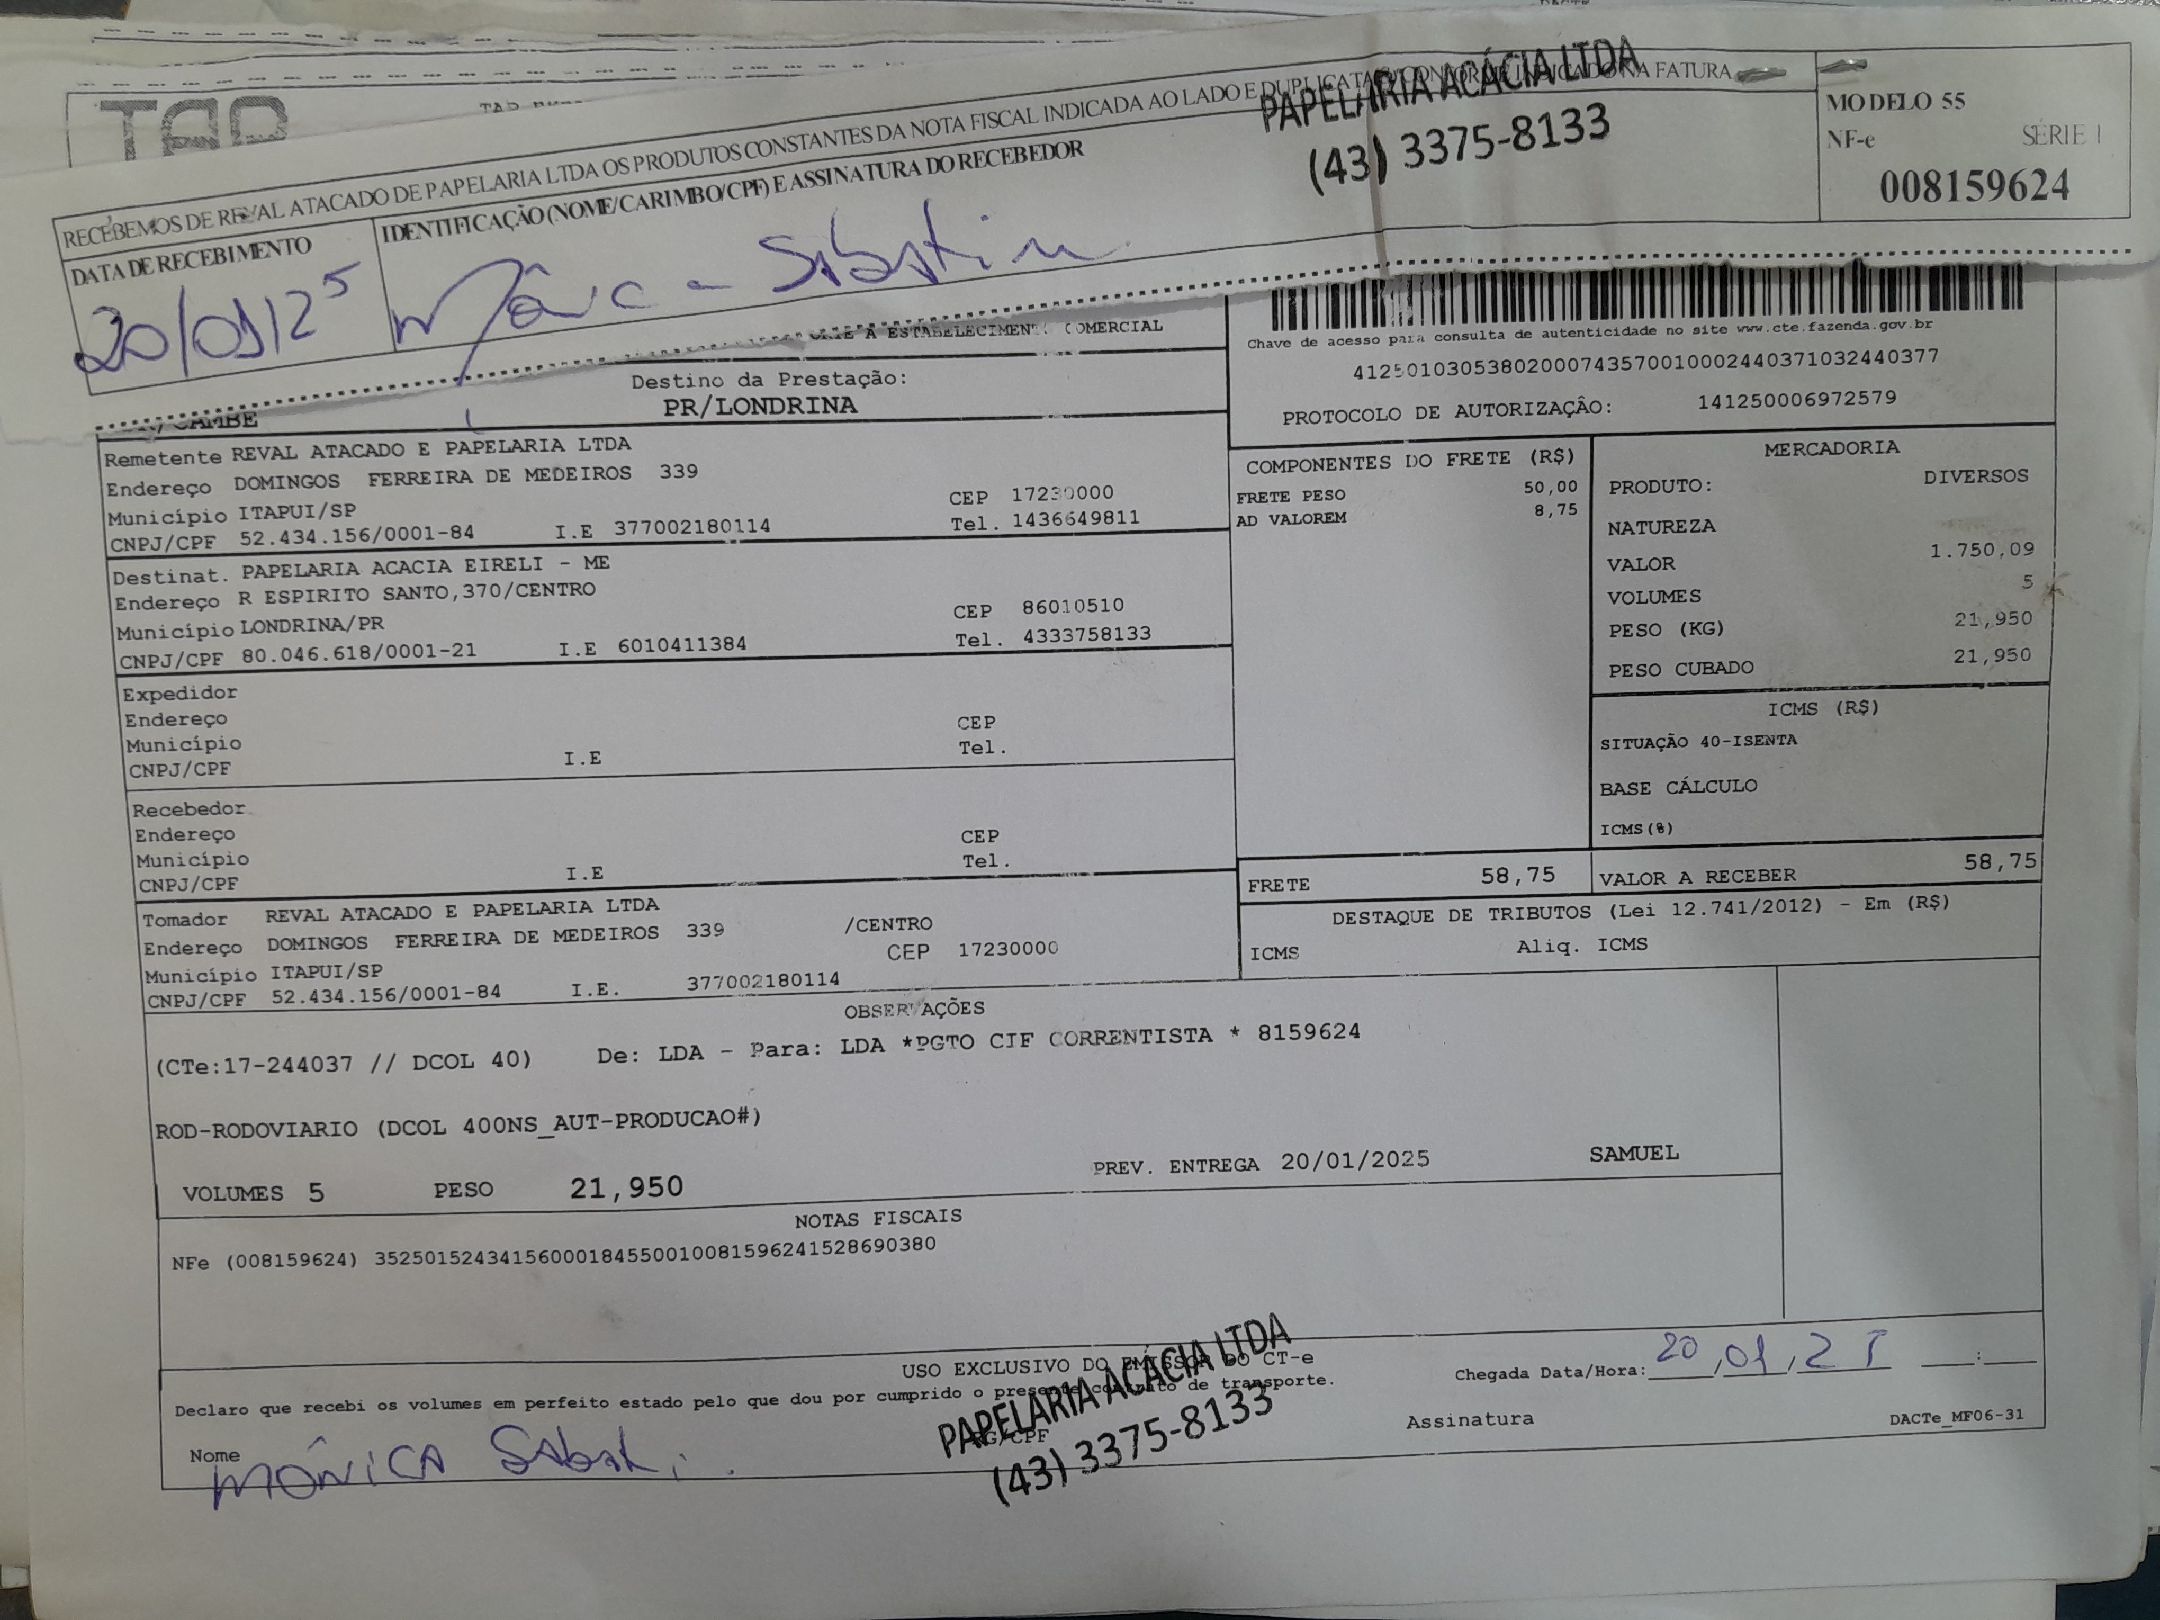 TAP
RECEBEMOS DE REVAL ATACADO DE PAPELARIA LTDA OS PRODUTOS CONSTANTES DA NOTA FISCAL INDICADA AO LADO E DUPLICATA CONFORME INDICADO NA FATURA
DATA DE RECEBIMENTO
20/01/25
IDENTIFICAÇÃO (NOME/CARIMBO/CPF) E ASSINATURA DO RECEBEDOR
PAPELARIA ACÁCIA LTDA
(43) 3375-8133
MODELO 55
NF-e SÉRIE 1
008159624
A ESTABELECIMENT COMERCIAL
CAMBE
Destino da Prestação:
PR/LONDRINA
Chave de acesso para consulta de autenticidade no site www.cte.fazenda.gov.br
41250103053802000743570010002440371032440377
PROTOCOLO DE AUTORIZAÇÂO: 141250006972579
Remetente REVAL ATACADO E PAPELARIA LTDA
Endereço DOMINGOS FERREIRA DE MEDEIROS 339
Município ITAPUI/SP CEP 17230000
CNPJ/CPF 52.434.156/0001-84 I.E 377002180114 Tel. 1436649811
Destinat. PAPELARIA ACACIA EIRELI - ME
Endereço R ESPIRITO SANTO,370/CENTRO
Município LONDRINA/PR CEP 86010510
CNPJ/CPF 80.046.618/0001-21 I.E 6010411384 Tel. 4333758133
Expedidor
Endereço
Município CEP
CNPJ/CPF I.E Tel.
Recebedor
Endereço
Município CEP
CNPJ/CPF I.E Tel.
Tomador REVAL ATACADO E PAPELARIA LTDA
Endereço DOMINGOS FERREIRA DE MEDEIROS 339 /CENTRO
Município ITAPUI/SP CEP 17230000
CNPJ/CPF 52.434.156/0001-84 I.E. 377002180114
COMPONENTES DO FRETE (R$)
FRETE PESO 50,00
AD VALOREM 8,75
MERCADORIA
PRODUTO: DIVERSOS
NATUREZA
VALOR 1.750,09
VOLUMES 5
PESO (KG) 21,950
PESO CUBADO 21,950
ICMS (R$)
SITUAÇÃO 40-ISENTA
BASE CÁLCULO
ICMS(%)
FRETE 58,75
VALOR A RECEBER 58,75
DESTAQUE DE TRIBUTOS (Lei 12.741/2012) - Em (R$)
ICMS Aliq. ICMS
OBSERVAÇÕES
(CTe:17-244037 // DCOL 40) De: LDA - Para: LDA *PGTO CIF CORRENTISTA * 8159624
ROD-RODOVIARIO (DCOL 400NS_AUT-PRODUCAO#)
VOLUMES 5 PESO 21,950 PREV. ENTREGA 20/01/2025 SAMUEL
NOTAS FISCAIS
NFe (008159624) 35250152434156000184550010081596241528690380
USO EXCLUSIVO DO EMISSOR DO CT-e
Declaro que recebi os volumes em perfeito estado pelo que dou por cumprido o presente contrato de transporte.
Chegada Data/Hora: 20, 01, 25 :
Nome MÔNICA RG/CPF Assinatura
PAPELARIA ACÁCIA LTDA
(43) 3375-8133
DACTe_MF06-31